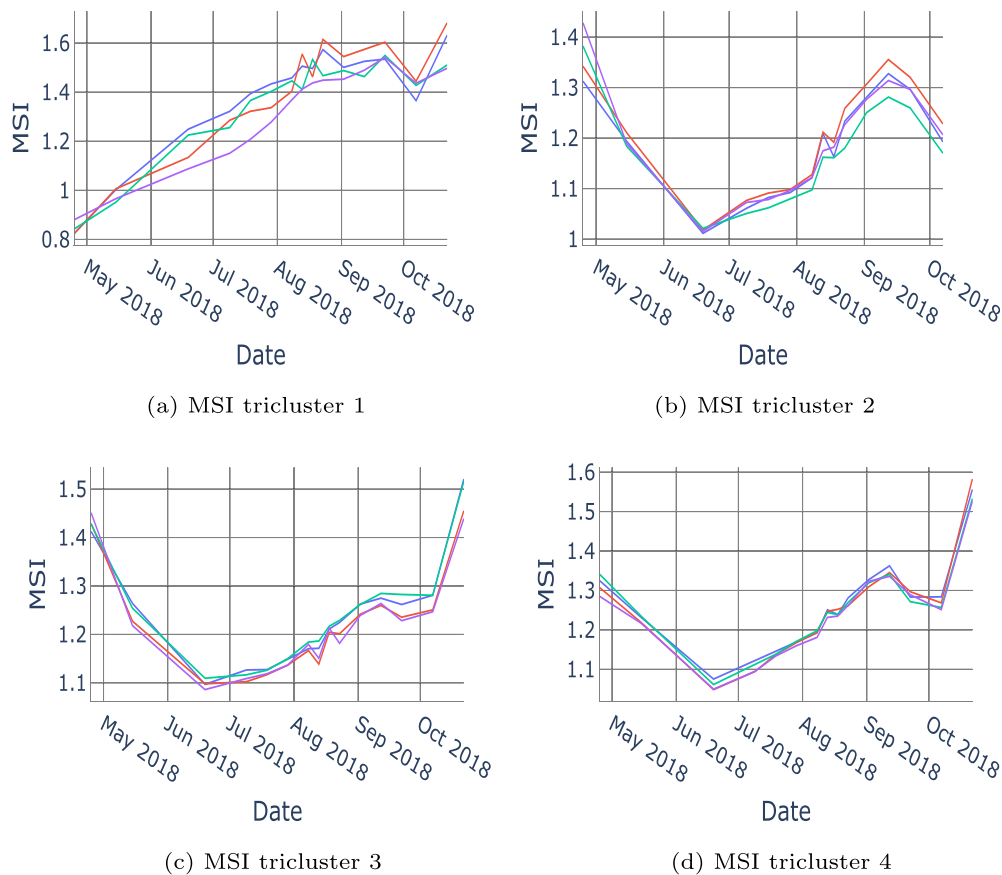 1.6
1.4
1.2
1
0.8
MSI
May 2018
Jun 2018
Jul 2018
Aug 2018
Sep 2018
Oct 2018
Date
(a) MSI tricluster 1
1.4
1.3
1.2
1.1
1
MSI
May 2018
Jun 2018
Jul 2018
Aug 2018
Sep 2018
Oct 2018
Date
(b) MSI tricluster 2
1.5
1.4
1.3
1.2
1.1
MSI
May 2018
Jun 2018
Jul 2018
Aug 2018
Sep 2018
Oct 2018
Date
(c) MSI tricluster 3
1.6
1.5
1.4
1.3
1.2
1.1
MSI
May 2018
Jun 2018
Jul 2018
Aug 2018
Sep 2018
Oct 2018
Date
(d) MSI tricluster 4